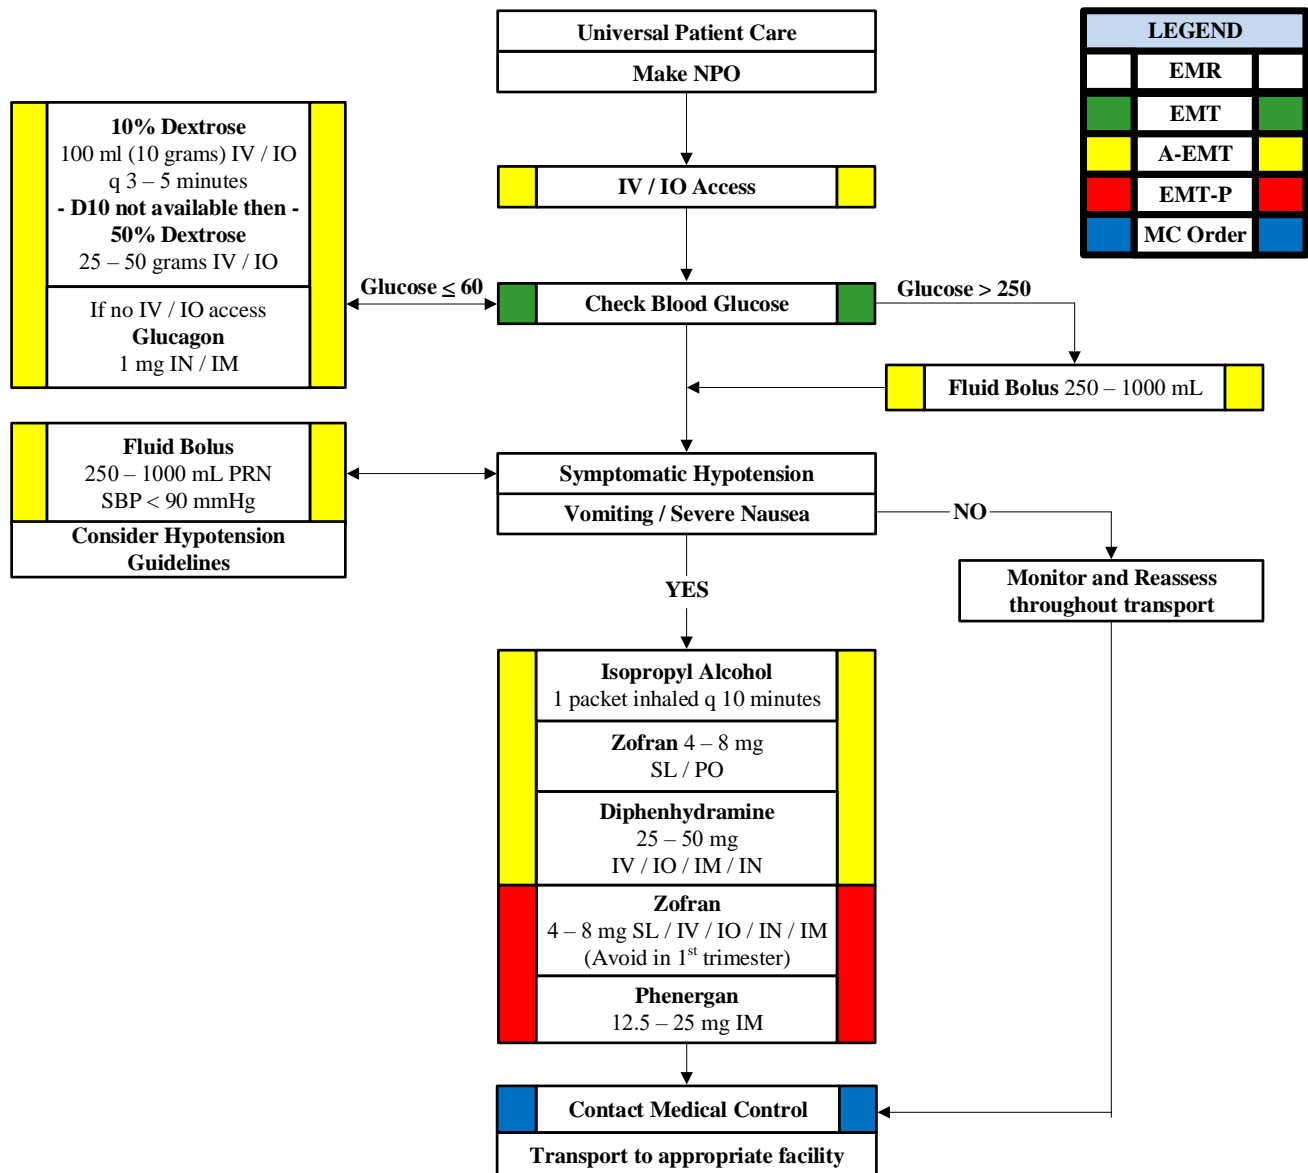 Universal Patient Care
Make NPO
LEGEND
EMR
EMT
A-EMT
EMT-P
MC Order
10% Dextrose
100 ml (10 grams) IV / IO
q 3 – 5 minutes
- D10 not available then -
50% Dextrose
25 – 50 grams IV / IO
If no IV / IO access
Glucagon
1 mg IN / IM
IV / IO Access
Glucose ≤ 60
Check Blood Glucose
Glucose > 250
Fluid Bolus 250 – 1000 mL
Fluid Bolus
250 – 1000 mL PRN
SBP < 90 mmHg
Consider Hypotension
Guidelines
Symptomatic Hypotension
Vomiting / Severe Nausea
NO
YES
Monitor and Reassess
throughout transport
Isopropyl Alcohol
1 packet inhaled q 10 minutes
Zofran 4 – 8 mg
SL / PO
Diphenhydramine
25 – 50 mg
IV / IO / IM / IN
Zofran
4 – 8 mg SL / IV / IO / IN / IM
(Avoid in 1st trimester)
Phenergan
12.5 – 25 mg IM
Contact Medical Control
Transport to appropriate facility